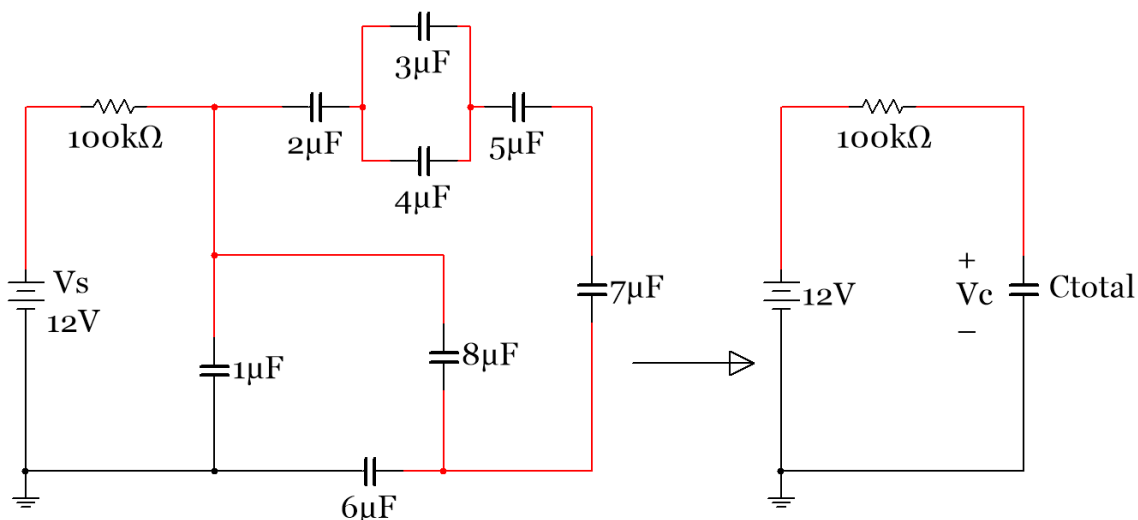 3µF
100kΩ
2µF
5µF
4µF
Vs
12V
7µF
1µF
8µF
6µF
100kΩ
12V
+
Vc
−
Ctotal